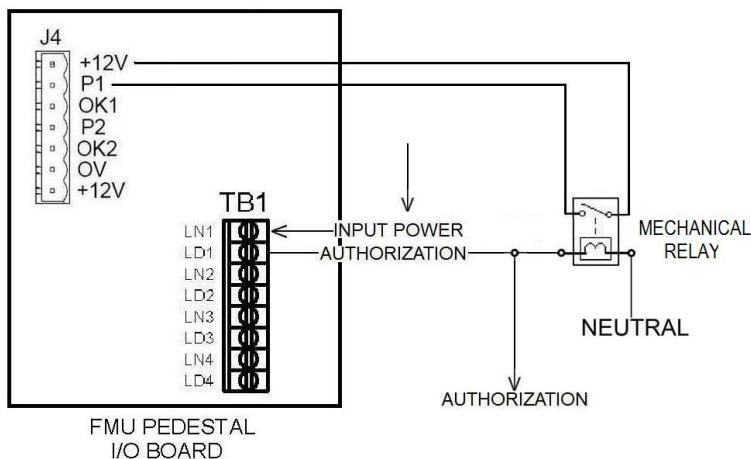 J4
+12V
P1
OK1
P2
OK2
OV
+12V
TB1
LN1
LD1
LN2
LD2
LN3
LD3
LN4
LD4
INPUT POWER
AUTHORIZATION
MECHANICAL
RELAY
NEUTRAL
AUTHORIZATION
FMU PEDESTAL
I/O BOARD